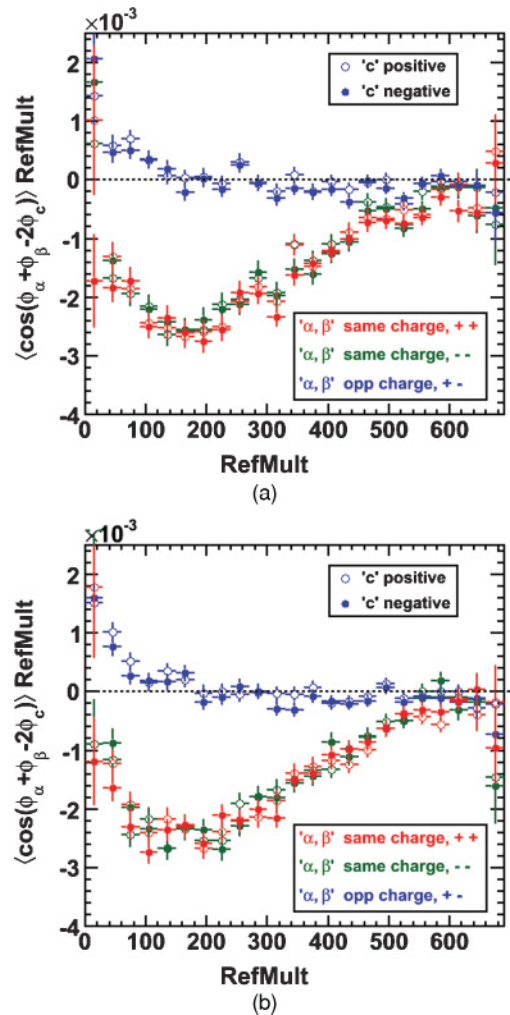 ×10⁻³
2
1
0
-1
-2
-3
-4
⟨cos(ϕα +ϕβ -2ϕc)⟩ RefMult
'c' positive
'c' negative
'α, β' same charge, + +
'α, β' same charge, - -
'α, β' opp charge, + -
0 100 200 300 400 500 600
RefMult
(a)
×10⁻³
2
1
0
-1
-2
-3
-4
⟨cos(ϕα +ϕβ -2ϕc)⟩ RefMult
'c' positive
'c' negative
'α, β' same charge, + +
'α, β' same charge, - -
'α, β' opp charge, + -
0 100 200 300 400 500 600
RefMult
(b)